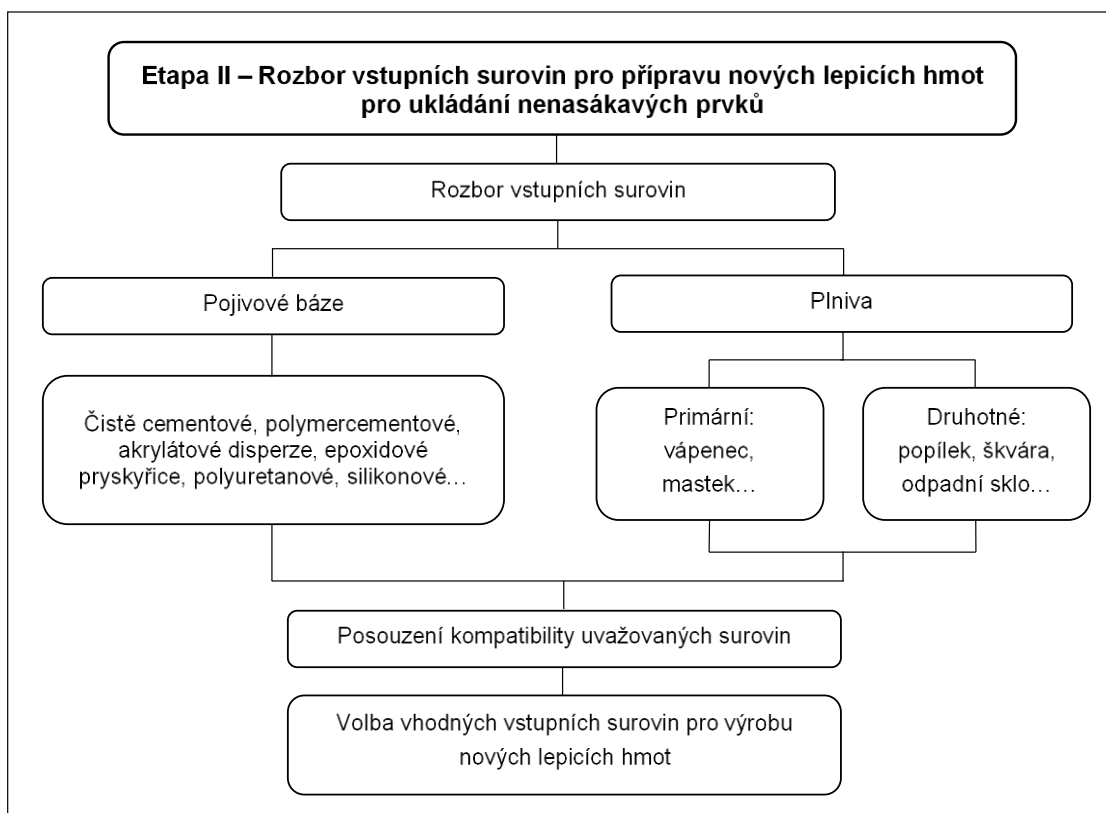 Etapa II – Rozbor vstupních surovin pro přípravu nových lepicích hmot
pro ukládání nenasákavých prvků
Rozbor vstupních surovin
Pojivové báze
Plniva
Čistě cementové, polymercementové,
akrylátové disperze, epoxidové
pryskyřice, polyuretanové, silikonové…
Primární:
vápenec,
mastek…
Druhotné:
popílek, škvára,
odpadní sklo…
Posouzení kompatibility uvažovaných surovin
Volba vhodných vstupních surovin pro výrobu
nových lepicích hmot